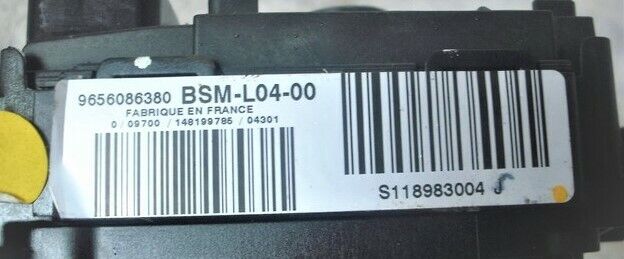 9656086380 BSM-L04-00
FABRIQUE EN FRANCE
0 / 09700 / 148199785 / 04301
S118983004 J